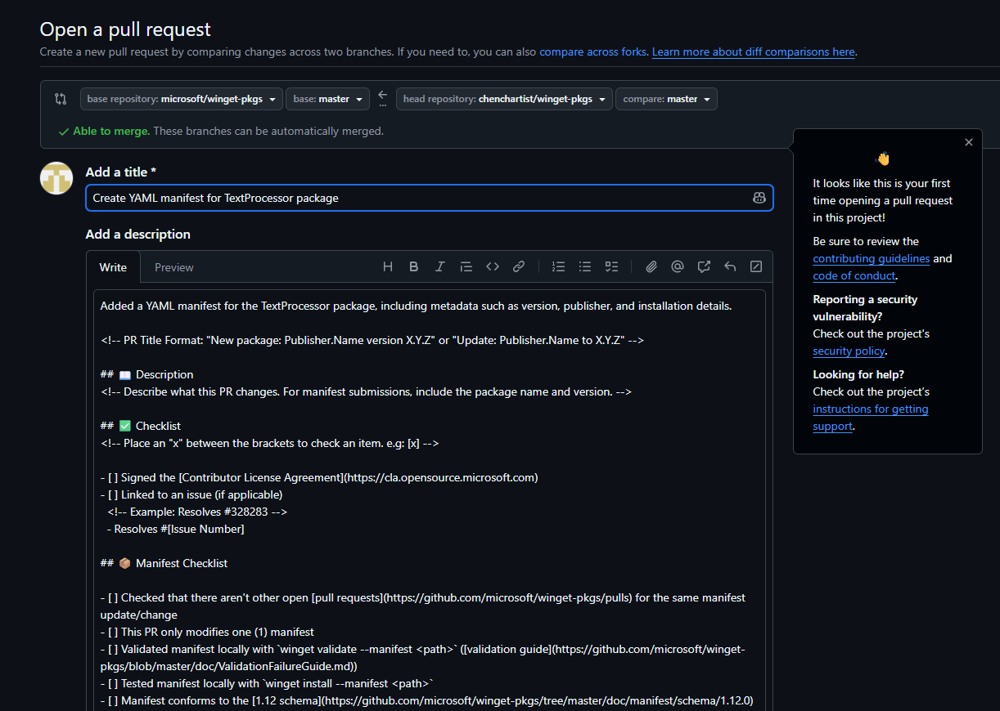 Open a pull request
Create a new pull request by comparing changes across two branches. If you need to, you can also compare across forks. Learn more about diff comparisons here.
base repository: microsoft/winget-pkgs
base: master
head repository: chenchartist/winget-pkgs
compare: master
Able to merge. These branches can be automatically merged.
Add a title *
Create YAML manifest for TextProcessor package
Add a description
Write
Preview
Added a YAML manifest for the TextProcessor package, including metadata such as version, publisher, and installation details.
<!-- PR Title Format: "New package: Publisher.Name version X.Y.Z" or "Update: Publisher.Name to X.Y.Z" -->
## 📖 Description
<!-- Describe what this PR changes. For manifest submissions, include the package name and version. -->
## ✅ Checklist
<!-- Place an "x" between the brackets to check an item. e.g: [x] -->
- [ ] Signed the [Contributor License Agreement](https://cla.opensource.microsoft.com)
- [ ] Linked to an issue (if applicable)
<!-- Example: Resolves #328283 -->
- Resolves #[Issue Number]
## 📦 Manifest Checklist
- [ ] Checked that there aren't other open [pull requests](https://github.com/microsoft/winget-pkgs/pulls) for the same manifest
update/change
- [ ] This PR only modifies one (1) manifest
- [ ] Validated manifest locally with `winget validate --manifest <path>` ([validation guide](https://github.com/microsoft/winget-
pkgs/blob/master/doc/ValidationFailureGuide.md))
- [ ] Tested manifest locally with `winget install --manifest <path>`
- [ ] Manifest conforms to the [1.12 schema](https://github.com/microsoft/winget-pkgs/tree/master/doc/manifest/schema/1.12.0)
👋
It looks like this is your first
time opening a pull request
in this project!
Be sure to review the
contributing guidelines and
code of conduct.
Reporting a security
vulnerability?
Check out the project's
security policy.
Looking for help?
Check out the project's
instructions for getting
support.